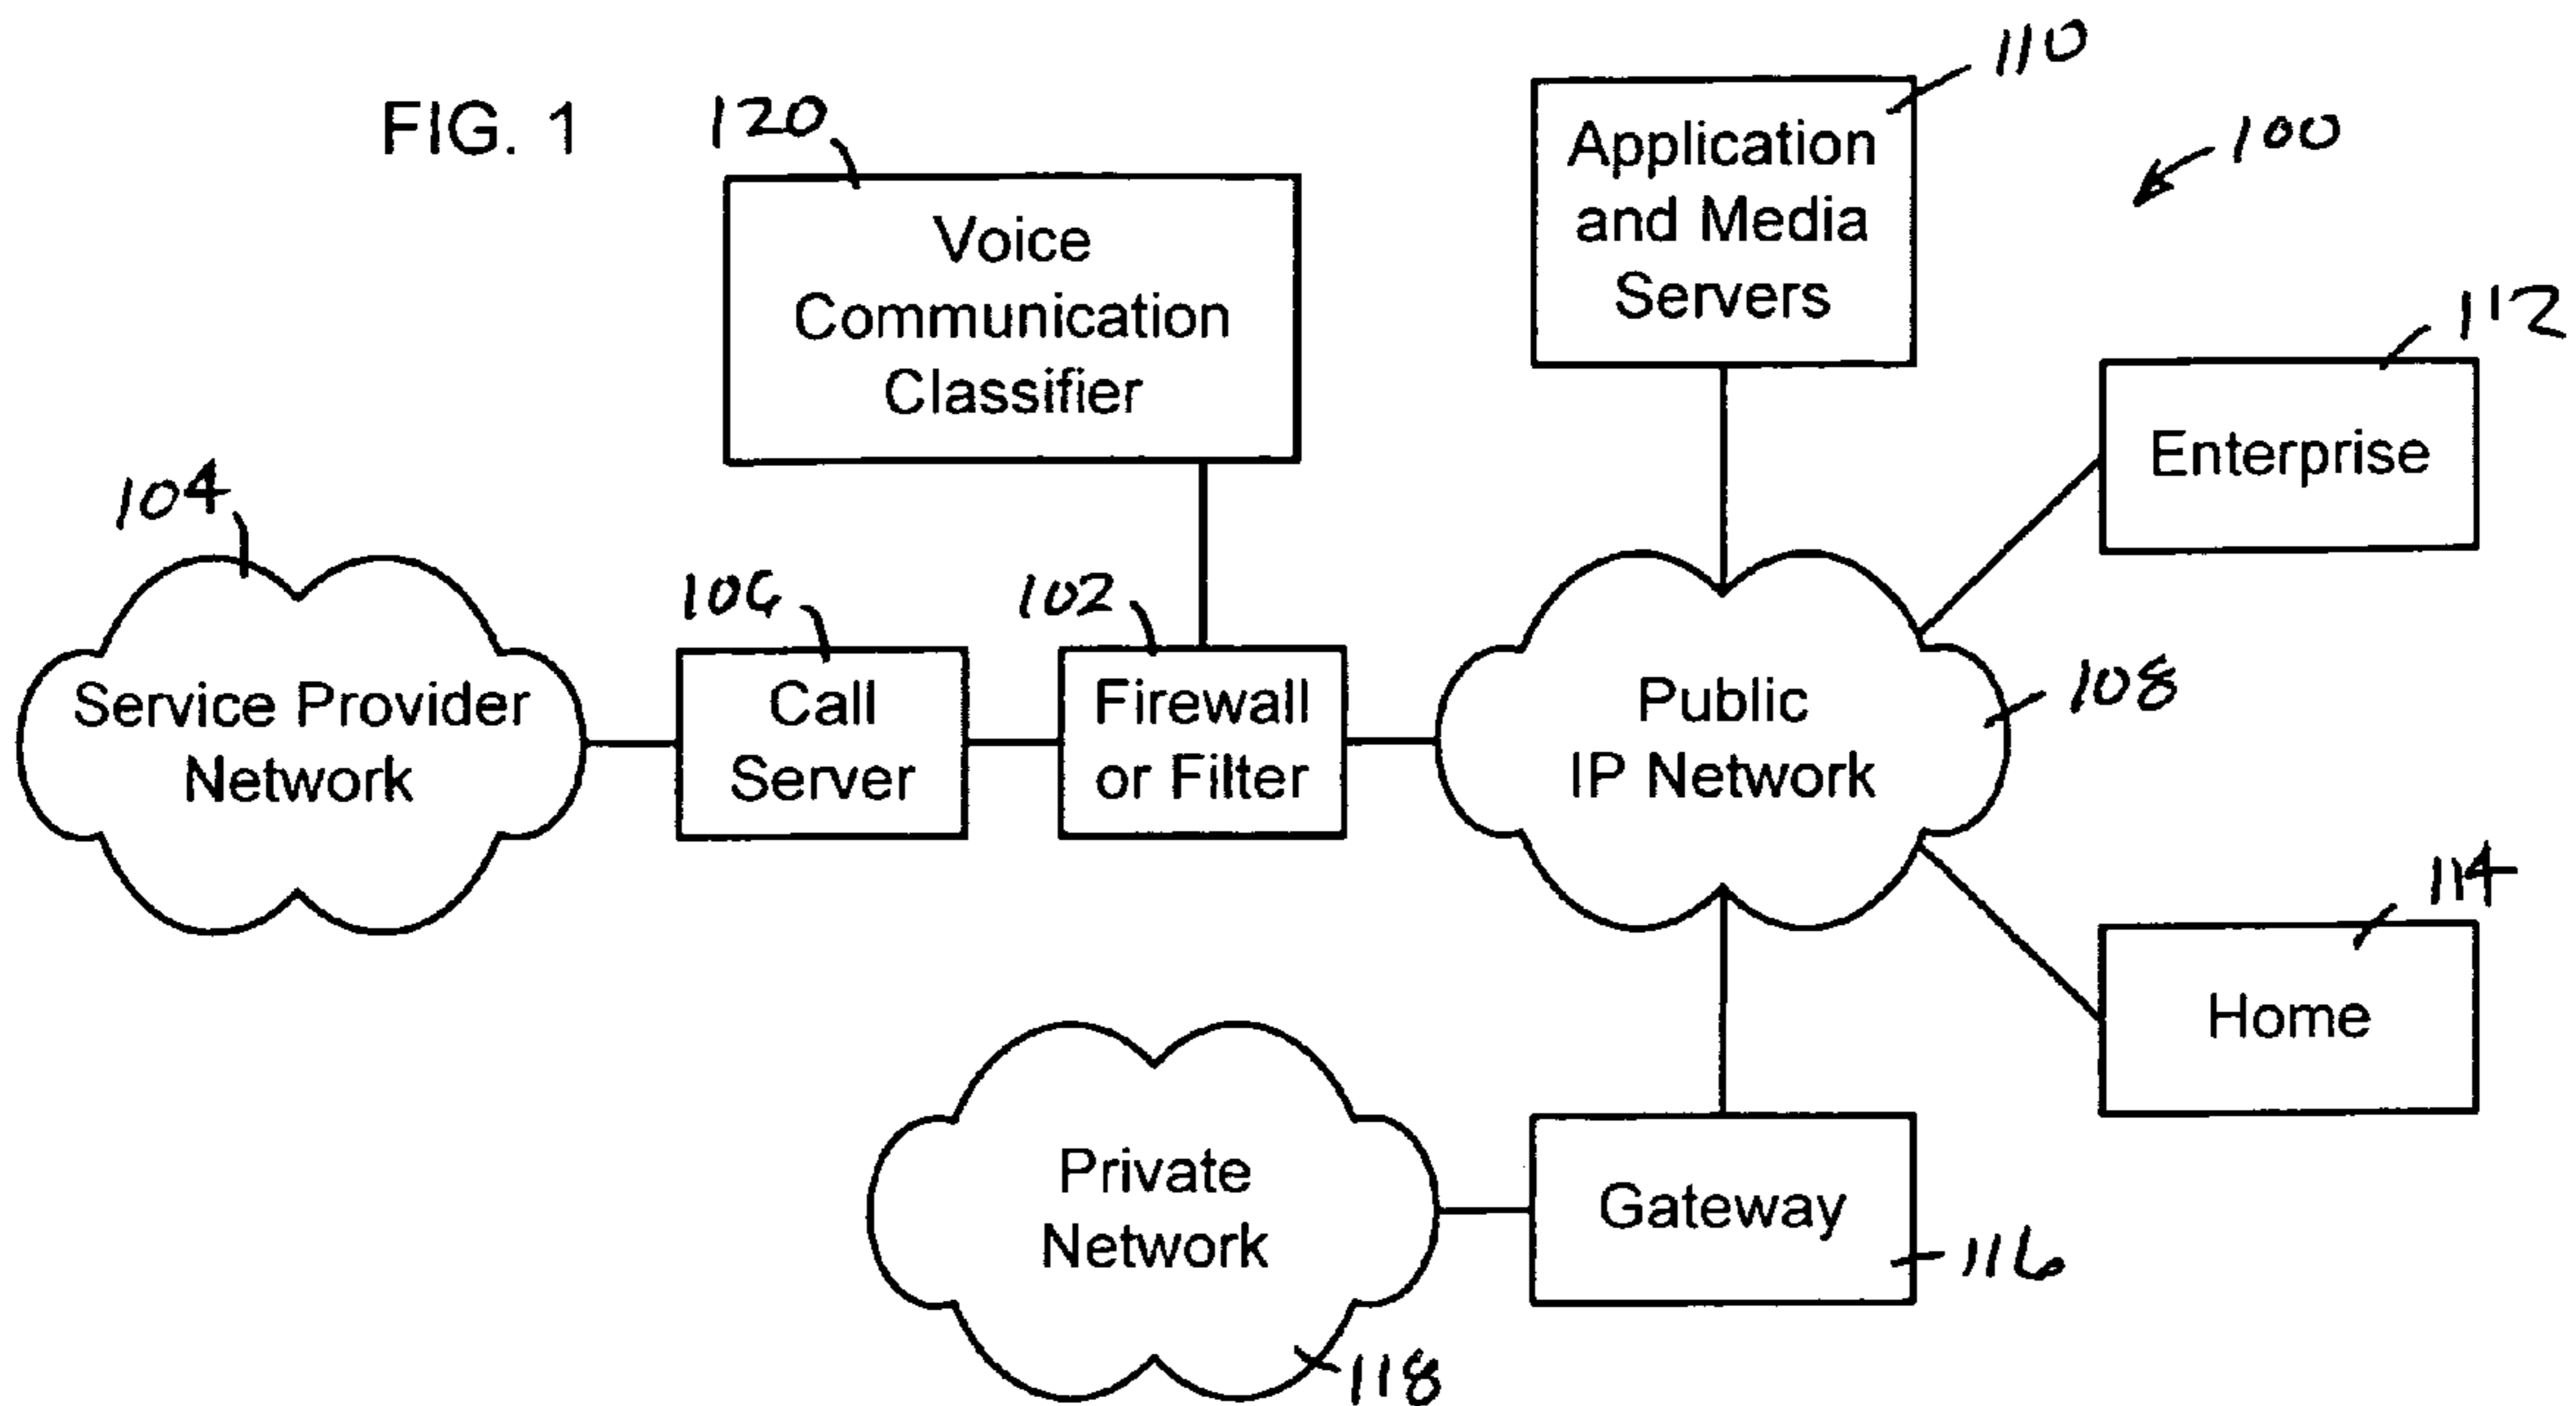 FIG. 1
120
Voice
Communication
Classifier
110
Application
and Media
Servers
100
112
Enterprise
104
Service Provider
Network
106
Call
Server
102
Firewall
or Filter
Public
IP Network
108
114
Home
Private
Network
118
Gateway
116